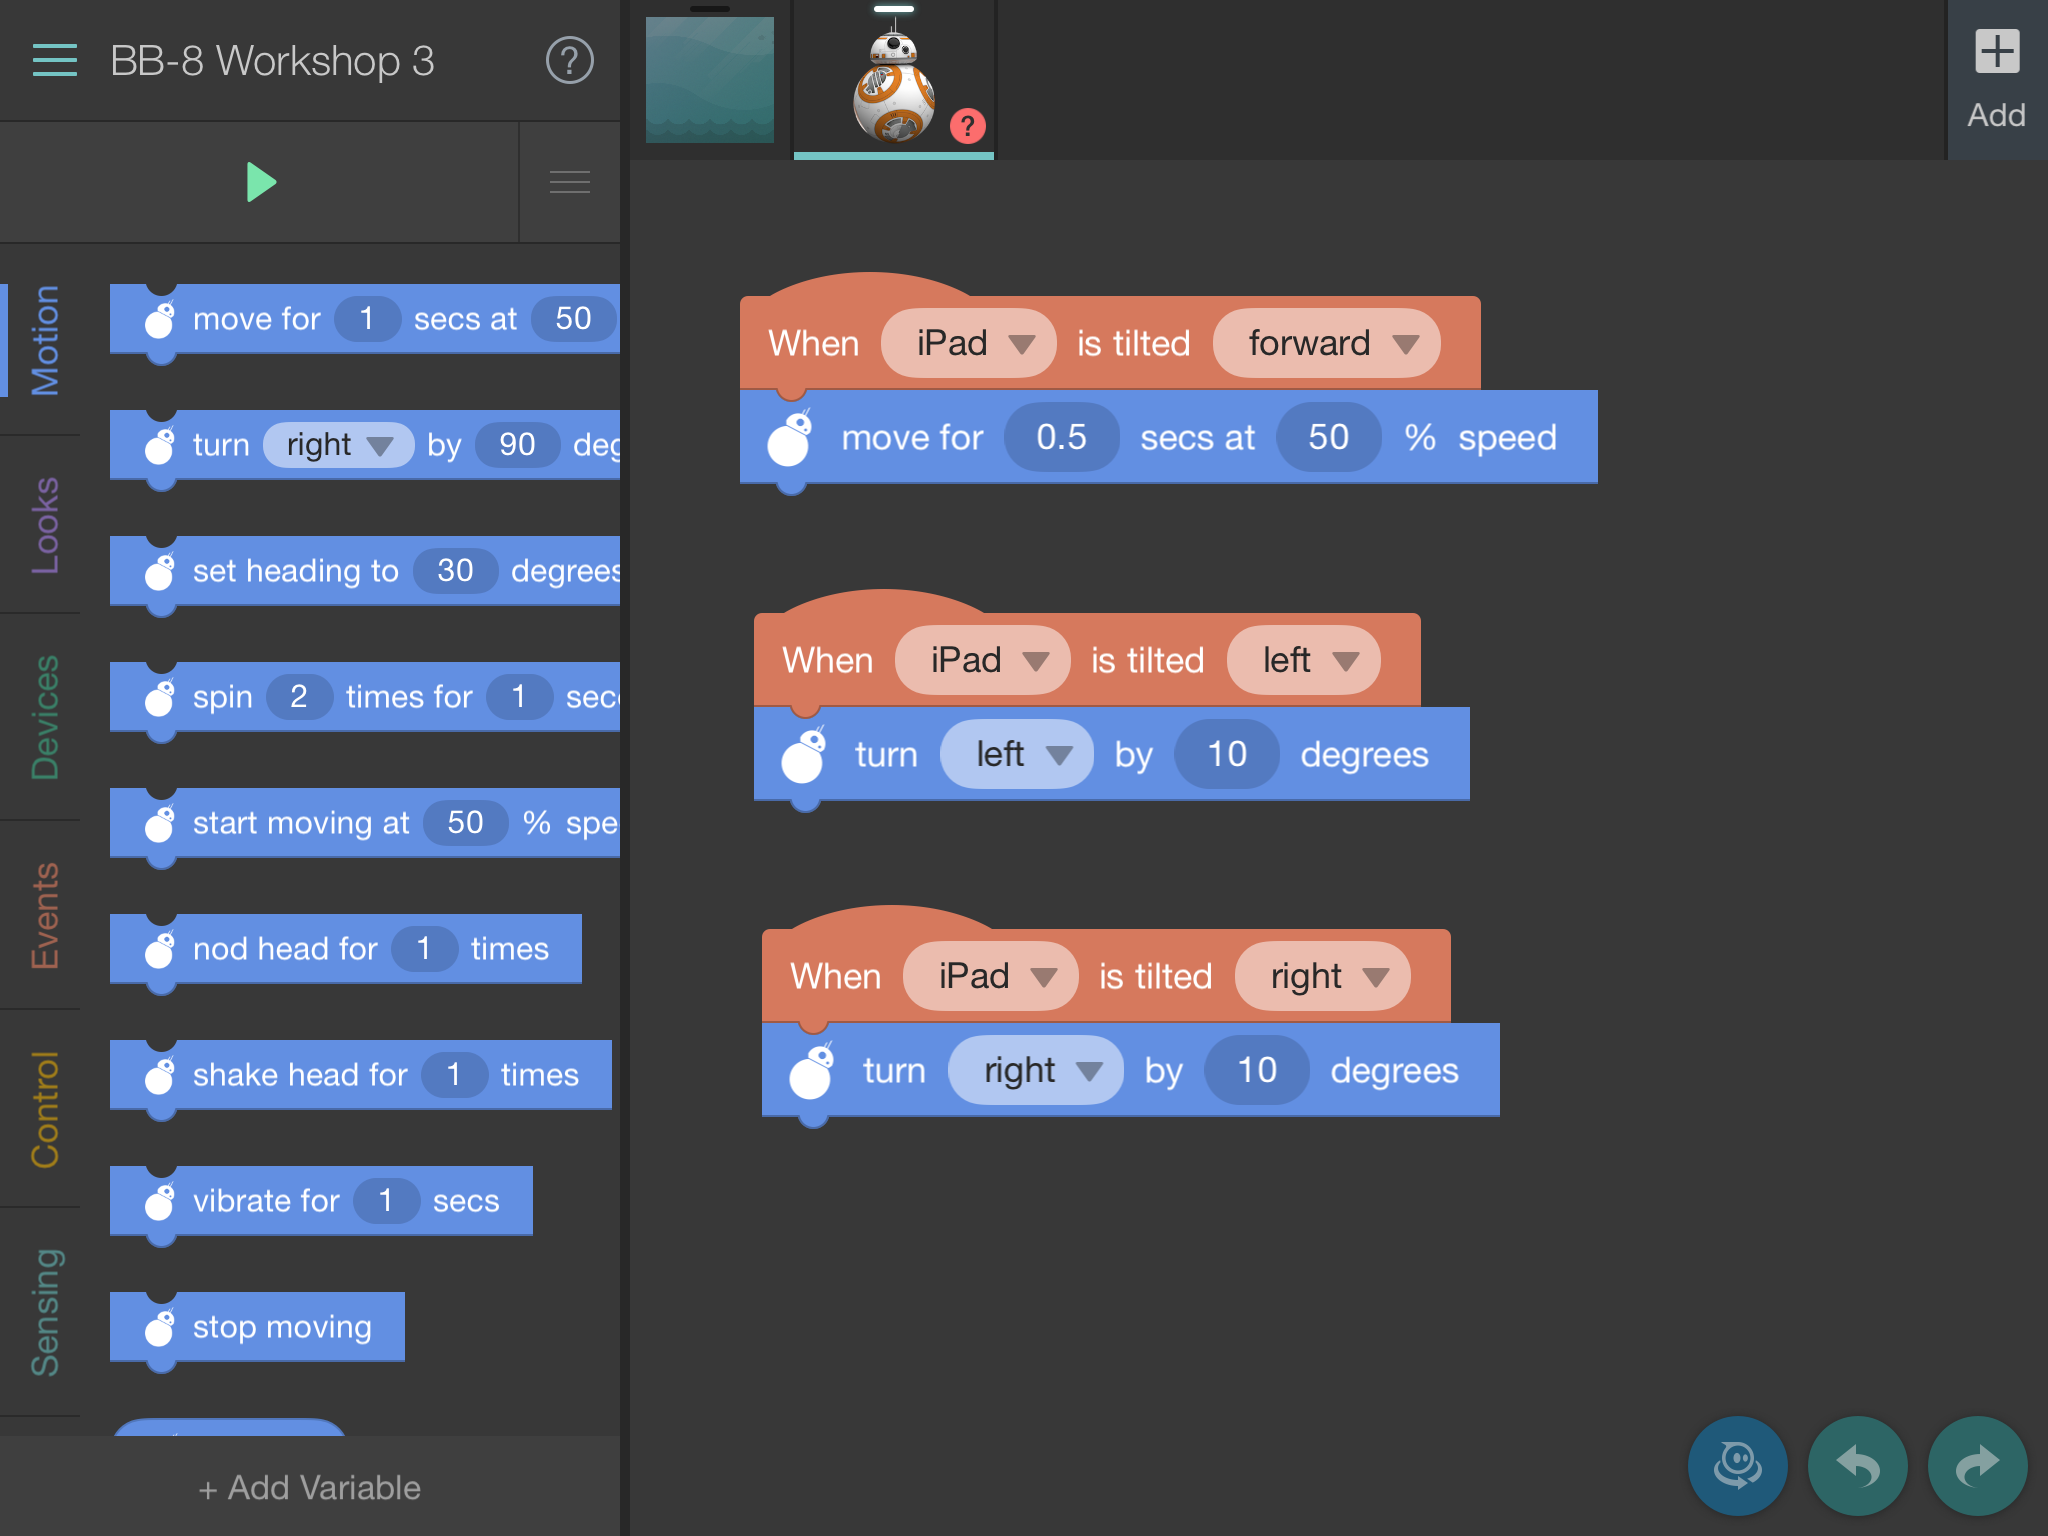 BB-8 Workshop 3
?
?
Add
Motion
Looks
Devices
Events
Control
Sensing
move for 1 secs at 50
turn right by 90 deg
set heading to 30 degrees
spin 2 times for 1 sec
start moving at 50 % spe
nod head for 1 times
shake head for 1 times
vibrate for 1 secs
stop moving
+ Add Variable
When iPad is tilted forward
move for 0.5 secs at 50 % speed
When iPad is tilted left
turn left by 10 degrees
When iPad is tilted right
turn right by 10 degrees